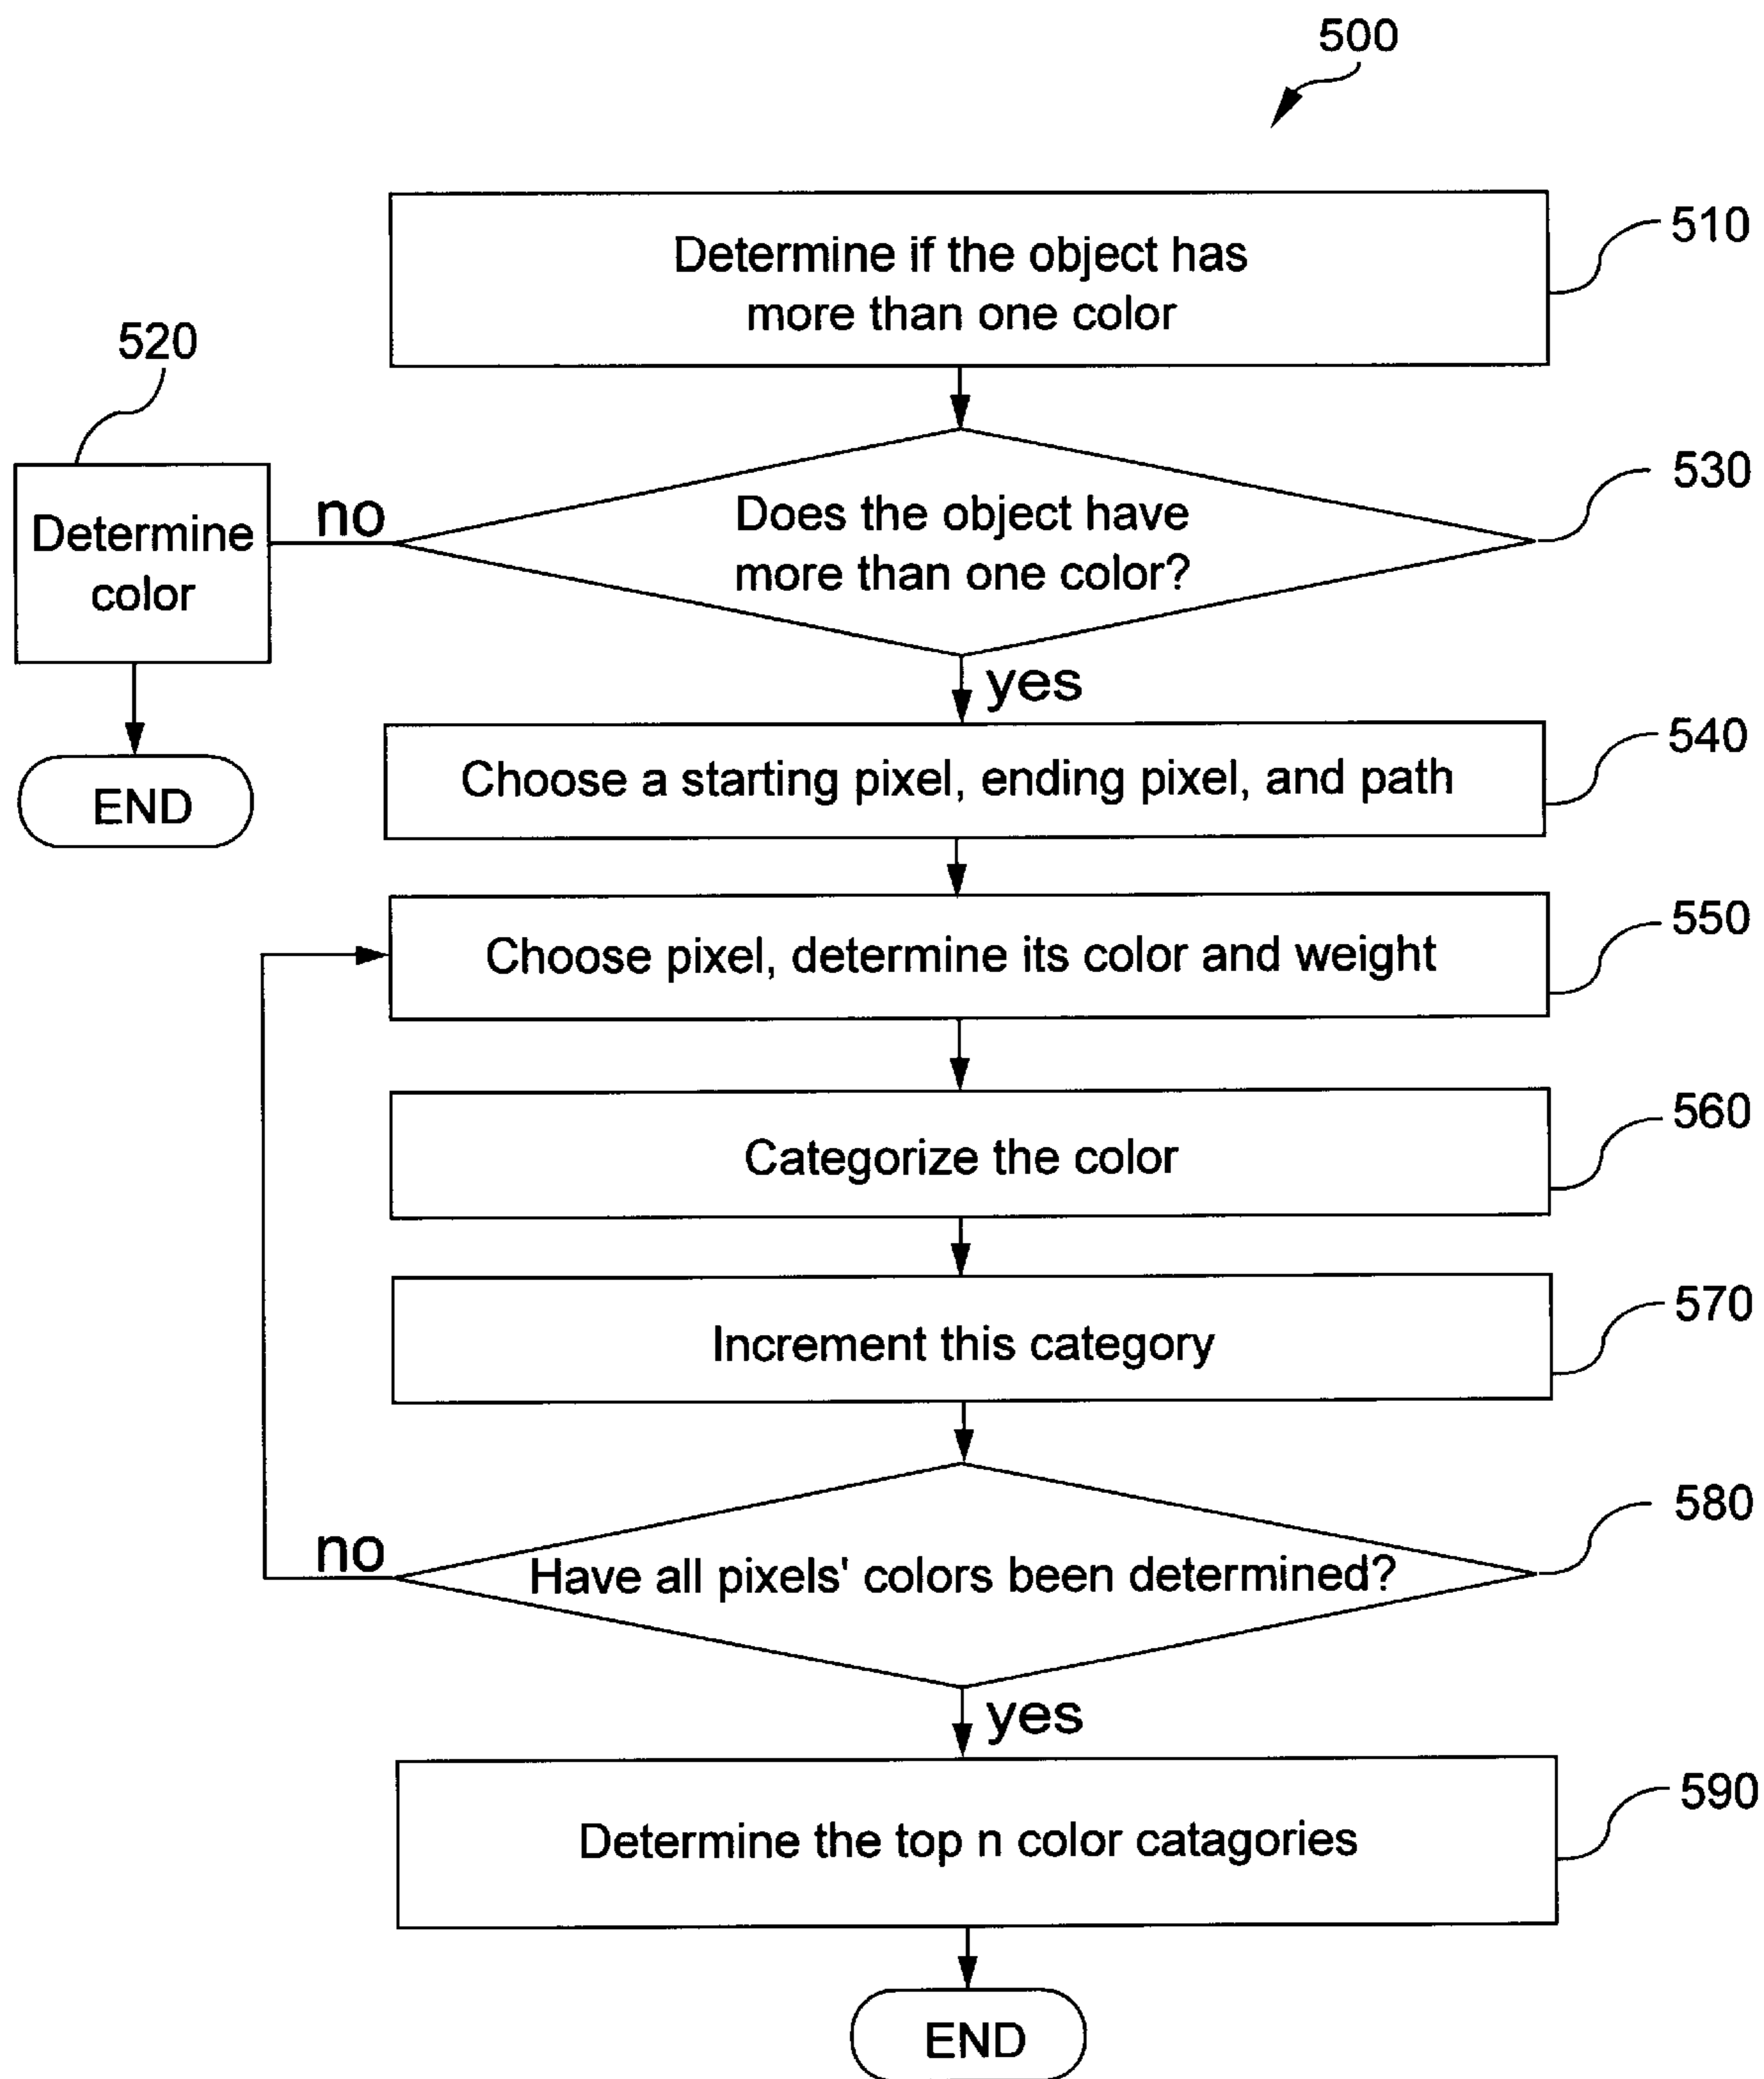 500
Determine if the object has
more than one color
510
520
Determine
color
no
Does the object have
more than one color?
530
yes
END
Choose a starting pixel, ending pixel, and path
540
Choose pixel, determine its color and weight
550
Categorize the color
560
Increment this category
570
no
Have all pixels' colors been determined?
580
yes
Determine the top n color catagories
590
END